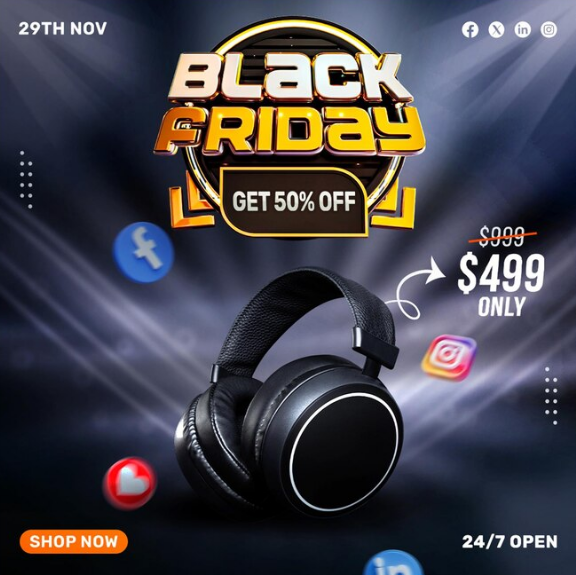 29TH NOV
BLACK
FRIDAY
GET 50% OFF
$999
$499
ONLY
SHOP NOW
24/7 OPEN